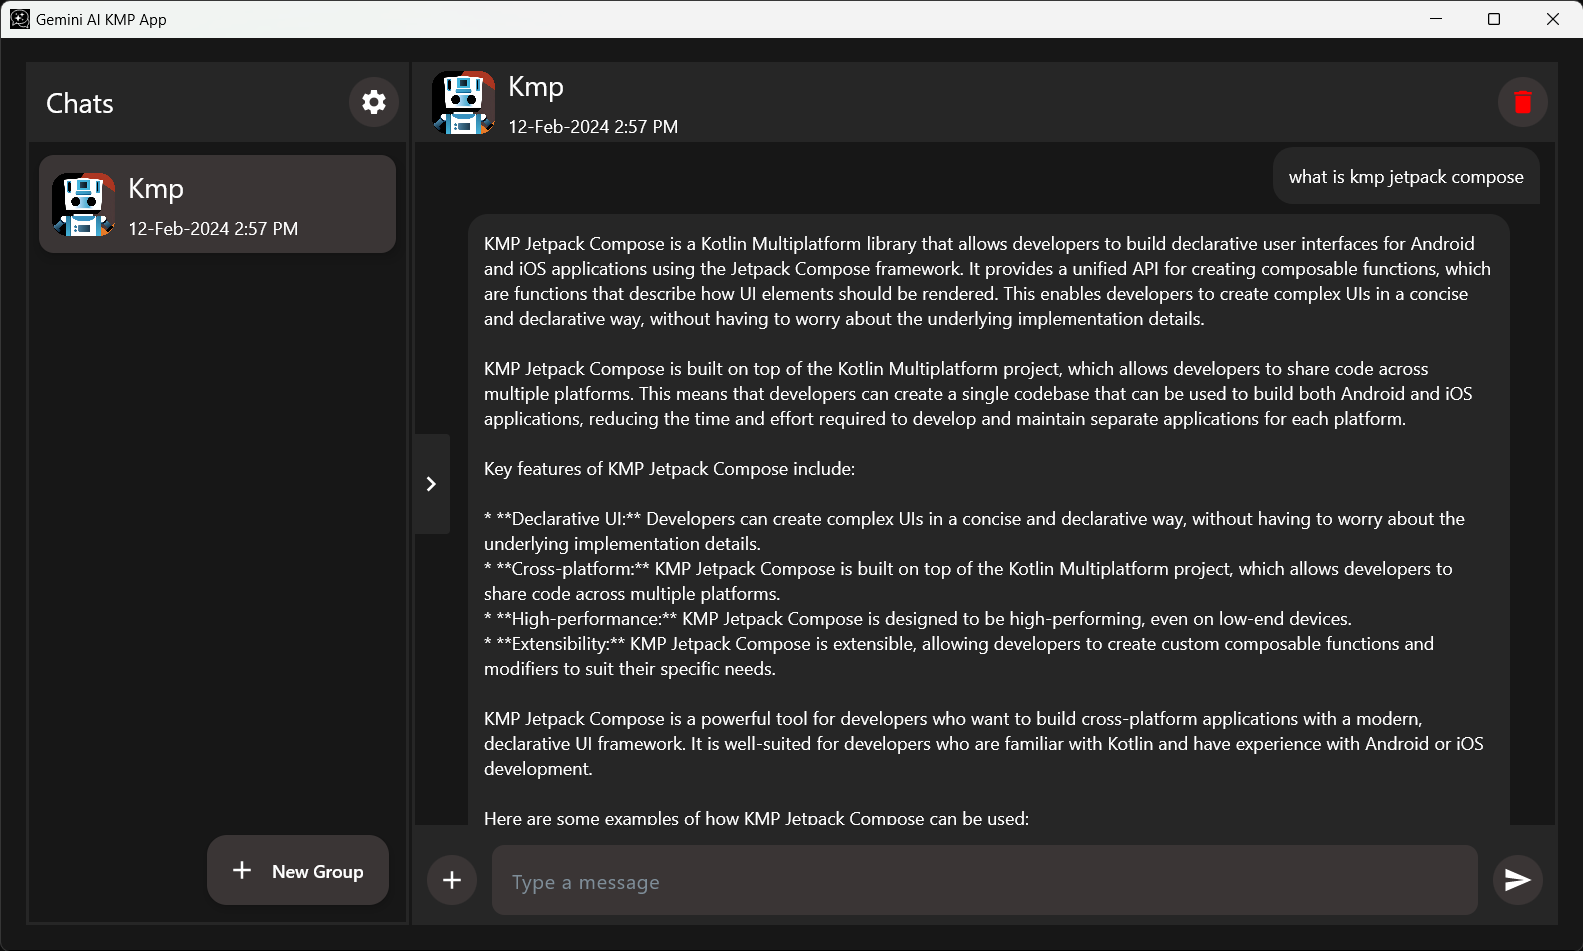 Gemini AI KMP App
Chats
Kmp
12-Feb-2024 2:57 PM
New Group
Kmp
12-Feb-2024 2:57 PM
what is kmp jetpack compose
KMP Jetpack Compose is a Kotlin Multiplatform library that allows developers to build declarative user interfaces for Android
and iOS applications using the Jetpack Compose framework. It provides a unified API for creating composable functions, which
are functions that describe how UI elements should be rendered. This enables developers to create complex UIs in a concise
and declarative way, without having to worry about the underlying implementation details.
KMP Jetpack Compose is built on top of the Kotlin Multiplatform project, which allows developers to share code across
multiple platforms. This means that developers can create a single codebase that can be used to build both Android and iOS
applications, reducing the time and effort required to develop and maintain separate applications for each platform.
Key features of KMP Jetpack Compose include:
* **Declarative UI:** Developers can create complex UIs in a concise and declarative way, without having to worry about the
underlying implementation details.
* **Cross-platform:** KMP Jetpack Compose is built on top of the Kotlin Multiplatform project, which allows developers to
share code across multiple platforms.
* **High-performance:** KMP Jetpack Compose is designed to be high-performing, even on low-end devices.
* **Extensibility:** KMP Jetpack Compose is extensible, allowing developers to create custom composable functions and
modifiers to suit their specific needs.
KMP Jetpack Compose is a powerful tool for developers who want to build cross-platform applications with a modern,
declarative UI framework. It is well-suited for developers who are familiar with Kotlin and have experience with Android or iOS
development.
Here are some examples of how KMP Jetpack Compose can be used:
Type a message